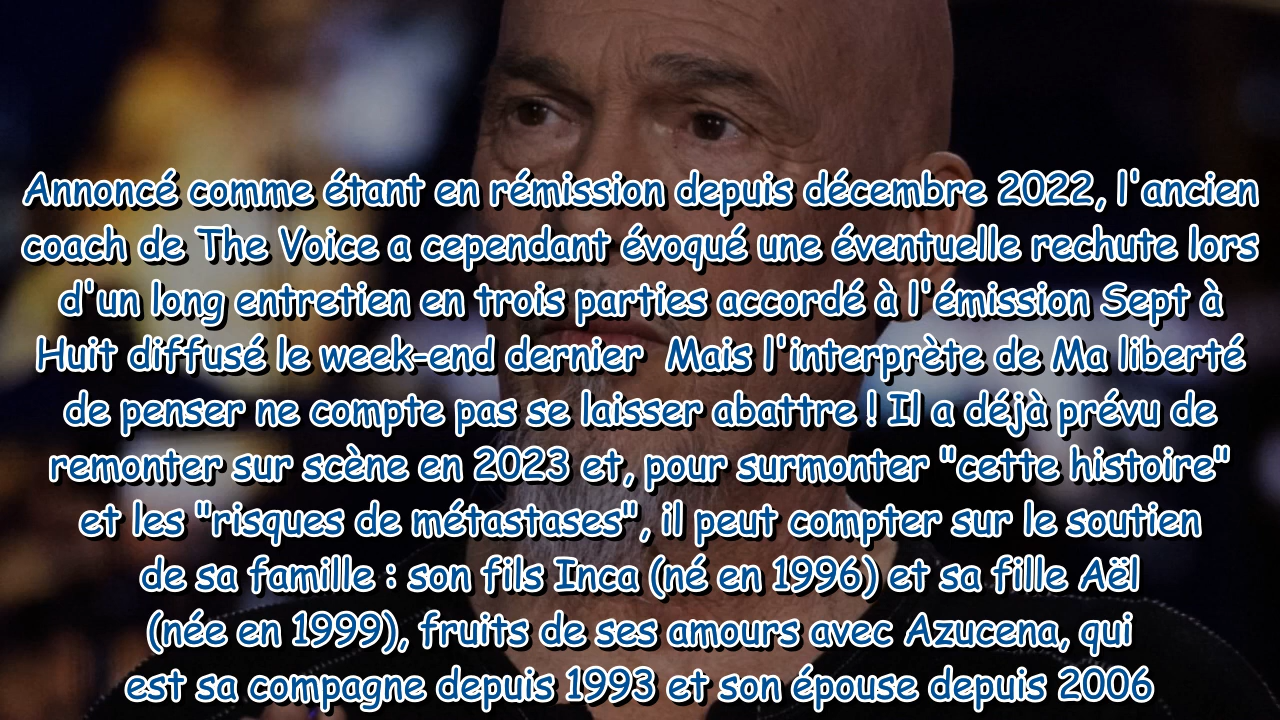 Annoncé comme étant en rémission depuis décembre 2022, l'ancien
coach de The Voice a cependant évoqué une éventuelle rechute lors
d'un long entretien en trois parties accordé à l'émission Sept à
Huit diffusé le week-end dernier  Mais l'interprète de Ma liberté
de penser ne compte pas se laisser abattre ! Il a déjà prévu de
remonter sur scène en 2023 et, pour surmonter "cette histoire"
et les "risques de métastases", il peut compter sur le soutien
de sa famille : son fils Inca (né en 1996) et sa fille Aël
(née en 1999), fruits de ses amours avec Azucena, qui
est sa compagne depuis 1993 et son épouse depuis 2006